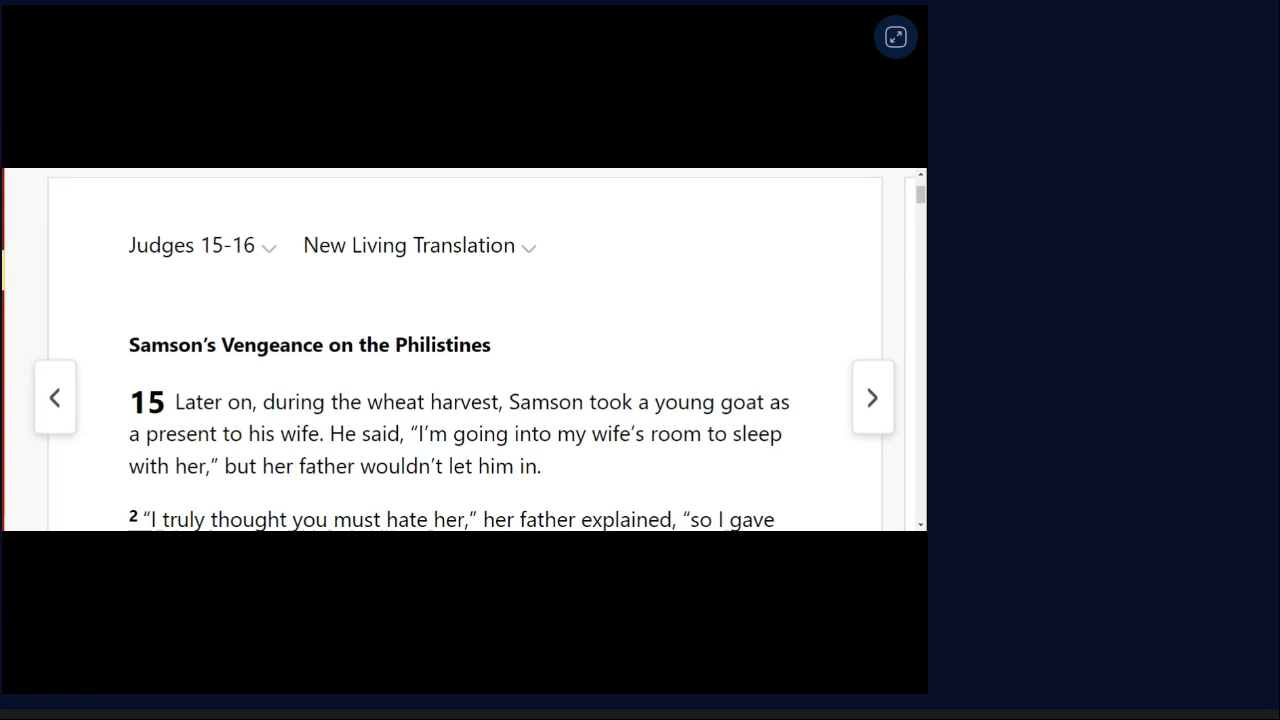 Judges 15-16 New Living Translation
Samson’s Vengeance on the Philistines
15 Later on, during the wheat harvest, Samson took a young goat as
a present to his wife. He said, “I’m going into my wife’s room to sleep
with her,” but her father wouldn’t let him in.
2 “I truly thought you must hate her,” her father explained, “so I gave